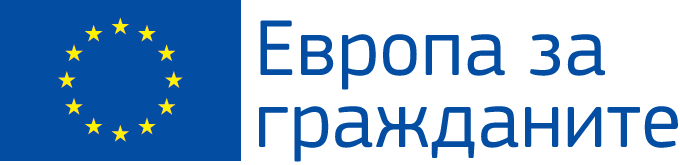 Европа за
гражданите